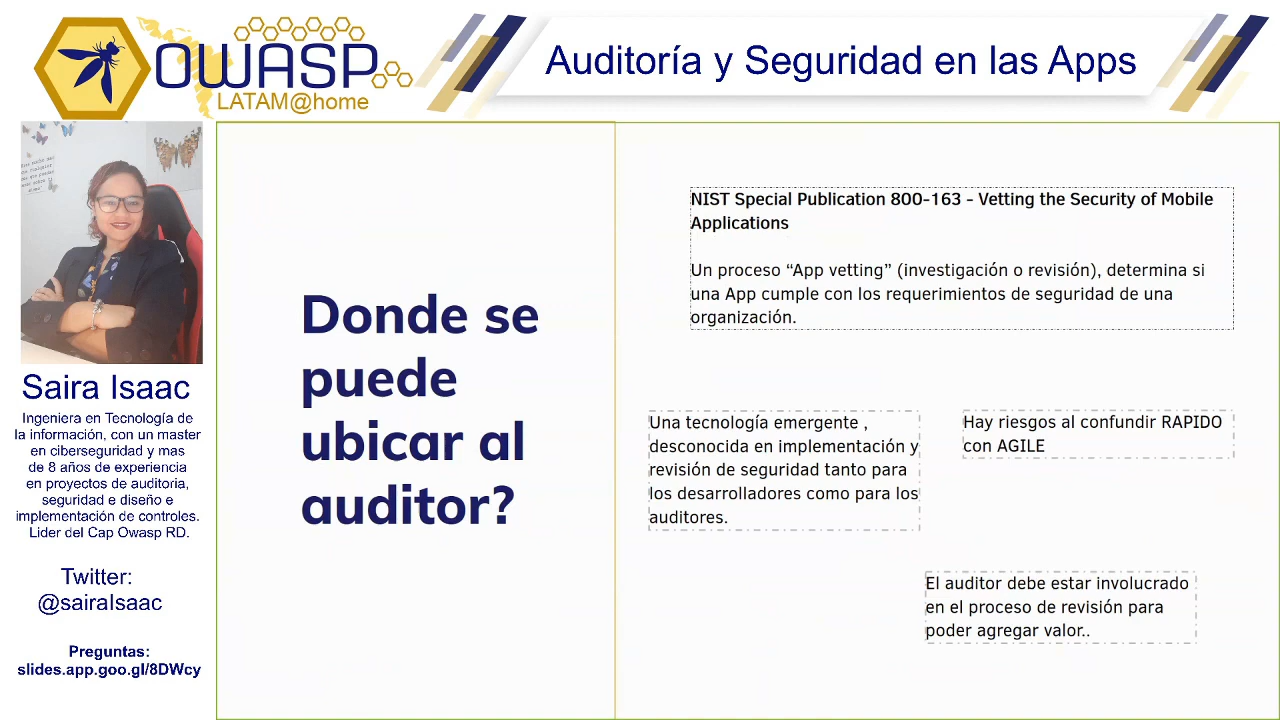 OWASP
LATAM@home
Auditoría y Seguridad en las Apps
Saira Isaac
Ingeniera en Tecnología de
la información, con un master
en ciberseguridad y mas
de 8 años de experiencia
en proyectos de auditoria,
seguridad e diseño e
implementación de controles.
Lider del Cap Owasp RD.
Twitter:
@sairaIsaac
Preguntas:
slides.app.goo.gl/8DWcy
Donde se
puede
ubicar al
auditor?
NIST Special Publication 800-163 - Vetting the Security of Mobile
Applications
Un proceso “App vetting” (investigación o revisión), determina si
una App cumple con los requerimientos de seguridad de una
organización.
Una tecnología emergente ,
desconocida en implementación y
revisión de seguridad tanto para
los desarrolladores como para los
auditores.
Hay riesgos al confundir RAPIDO
con AGILE
El auditor debe estar involucrado
en el proceso de revisión para
poder agregar valor..